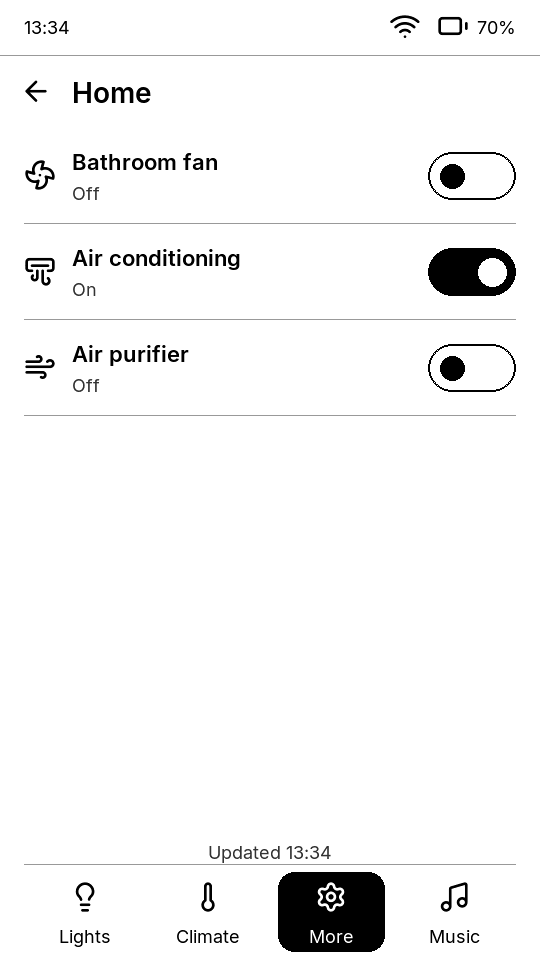 13:34 70%
Home
Bathroom fan
Off
Air conditioning
On
Air purifier
Off
Updated 13:34
Lights Climate More Music